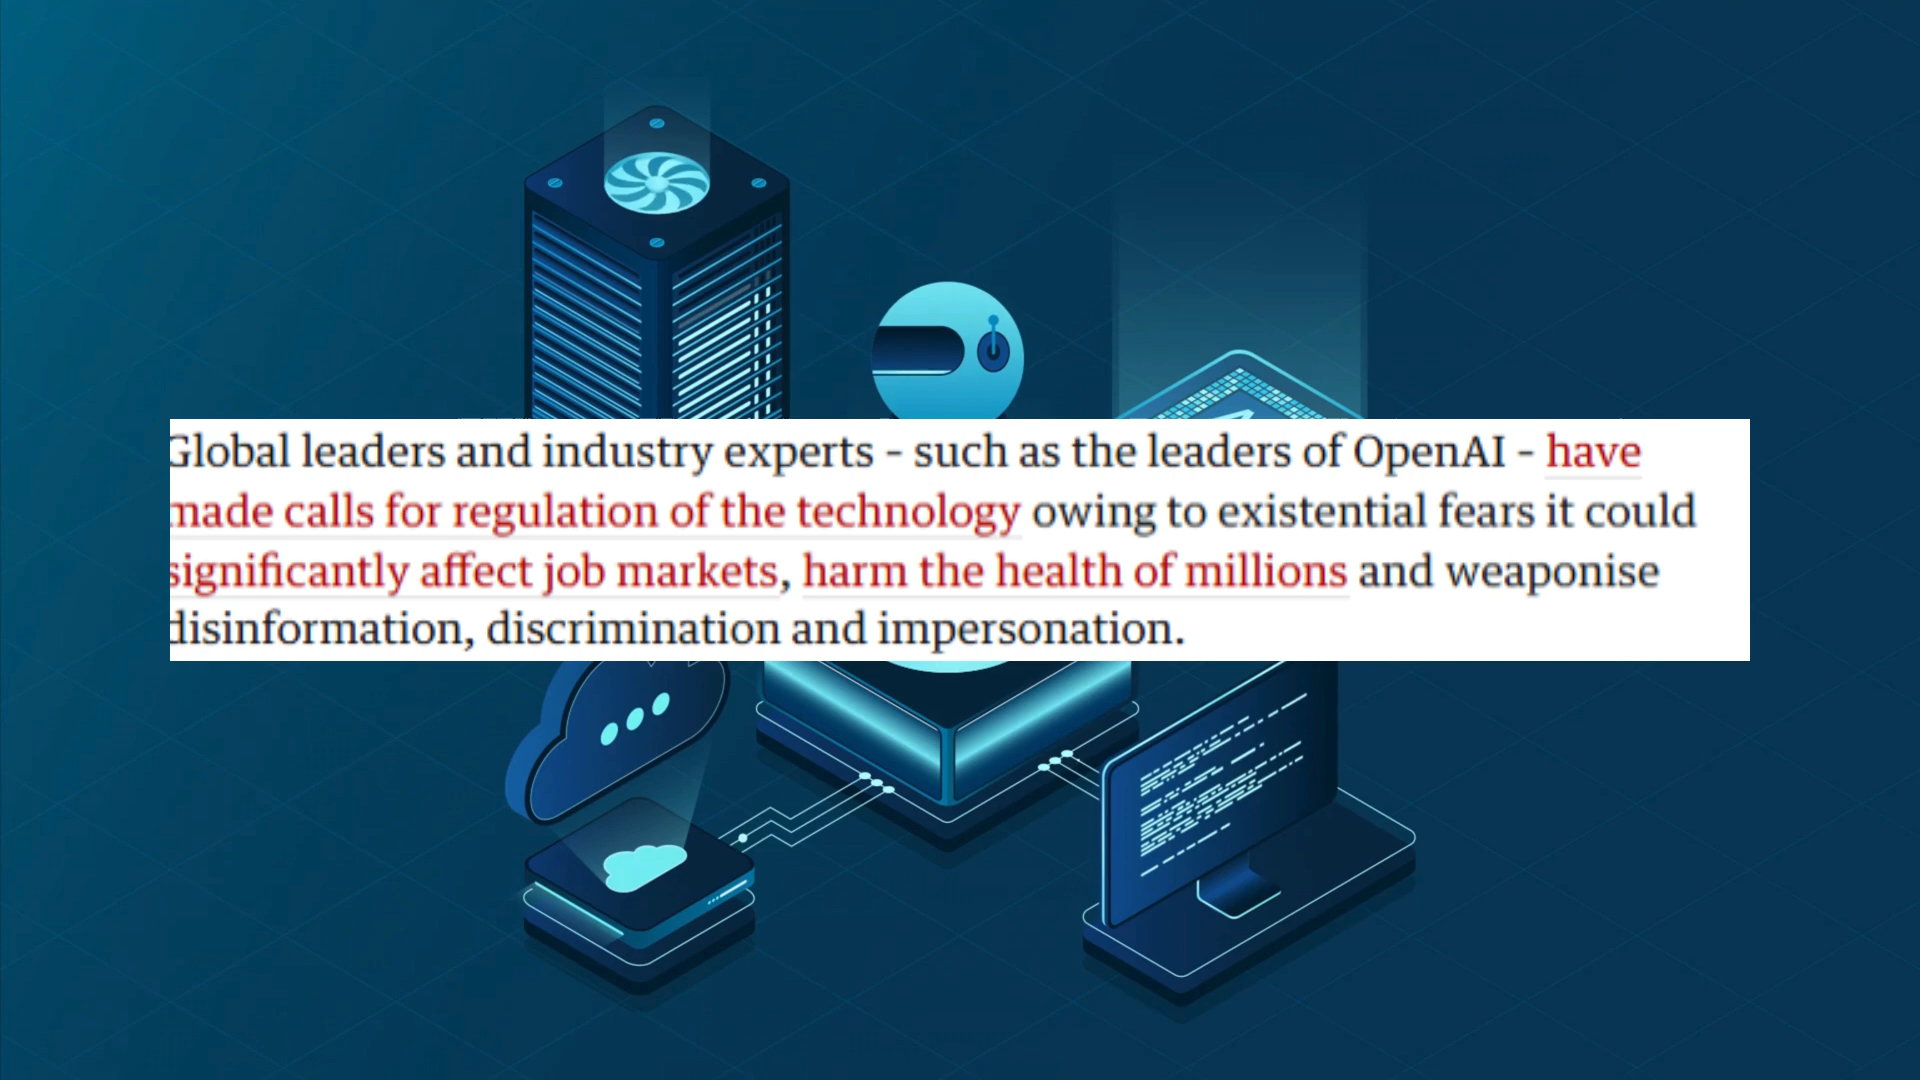 Global leaders and industry experts - such as the leaders of OpenAI - have
made calls for regulation of the technology owing to existential fears it could
significantly affect job markets, harm the health of millions and weaponise
disinformation, discrimination and impersonation.